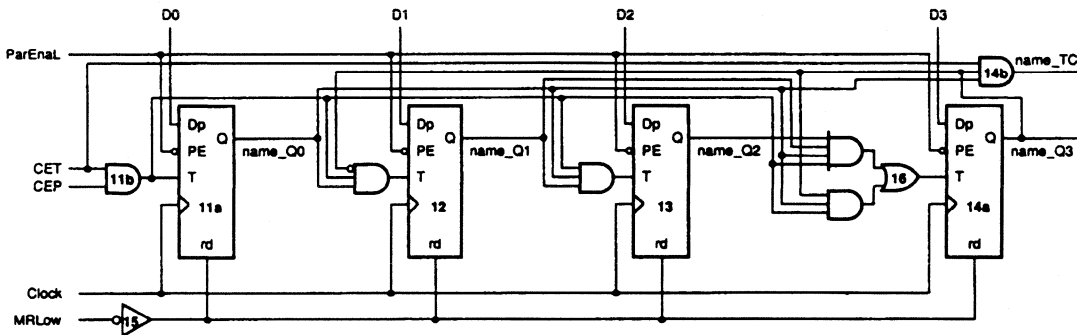 D0 D1 D2 D3
ParEnaL
name_TC
14b
Dp Q Dp Q Dp Q Dp Q
PE name_Q0 PE name_Q1 PE name_Q2 PE name_Q3
CET
CEP
11b T T T 16 T
11a 12 13 14a
rd rd rd rd
Clock
MRLow 15